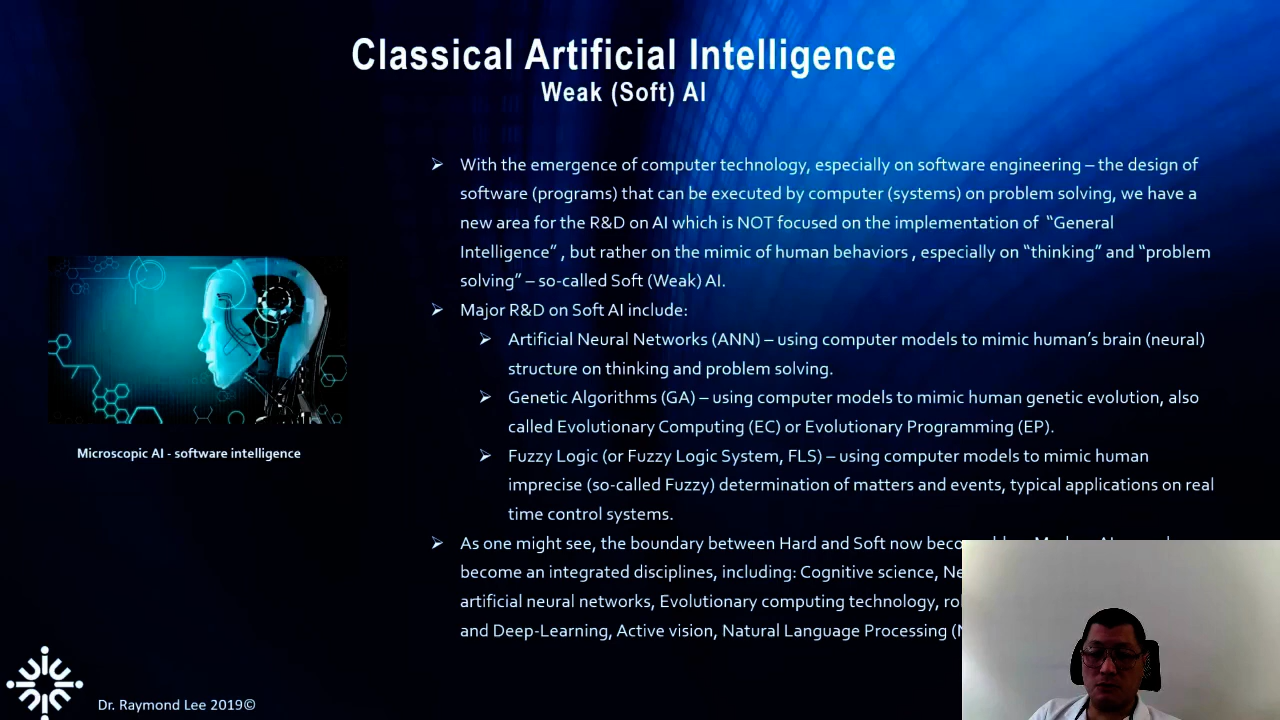 Classical Artificial Intelligence
Weak (Soft) AI
➢ With the emergence of computer technology, especially on software engineering – the design of
software (programs) that can be executed by computer (systems) on problem solving, we have a
new area for the R&D on AI which is NOT focused on the implementation of “General
Intelligence” , but rather on the mimic of human behaviors , especially on “thinking” and “problem
solving” – so-called Soft (Weak) AI.
➢ Major R&D on Soft AI include:
➢ Artificial Neural Networks (ANN) – using computer models to mimic human’s brain (neural)
structure on thinking and problem solving.
➢ Genetic Algorithms (GA) – using computer models to mimic human genetic evolution, also
called Evolutionary Computing (EC) or Evolutionary Programming (EP).
➢ Fuzzy Logic (or Fuzzy Logic System, FLS) – using computer models to mimic human
imprecise (so-called Fuzzy) determination of matters and events, typical applications on real
time control systems.
➢ As one might see, the boundary between Hard and Soft now
become an integrated disciplines, including: Cognitive science,
artificial neural networks, Evolutionary computing technology,
and Deep-Learning, Active vision, Natural Language Processing
Microscopic AI - software intelligence
Dr. Raymond Lee 2019©